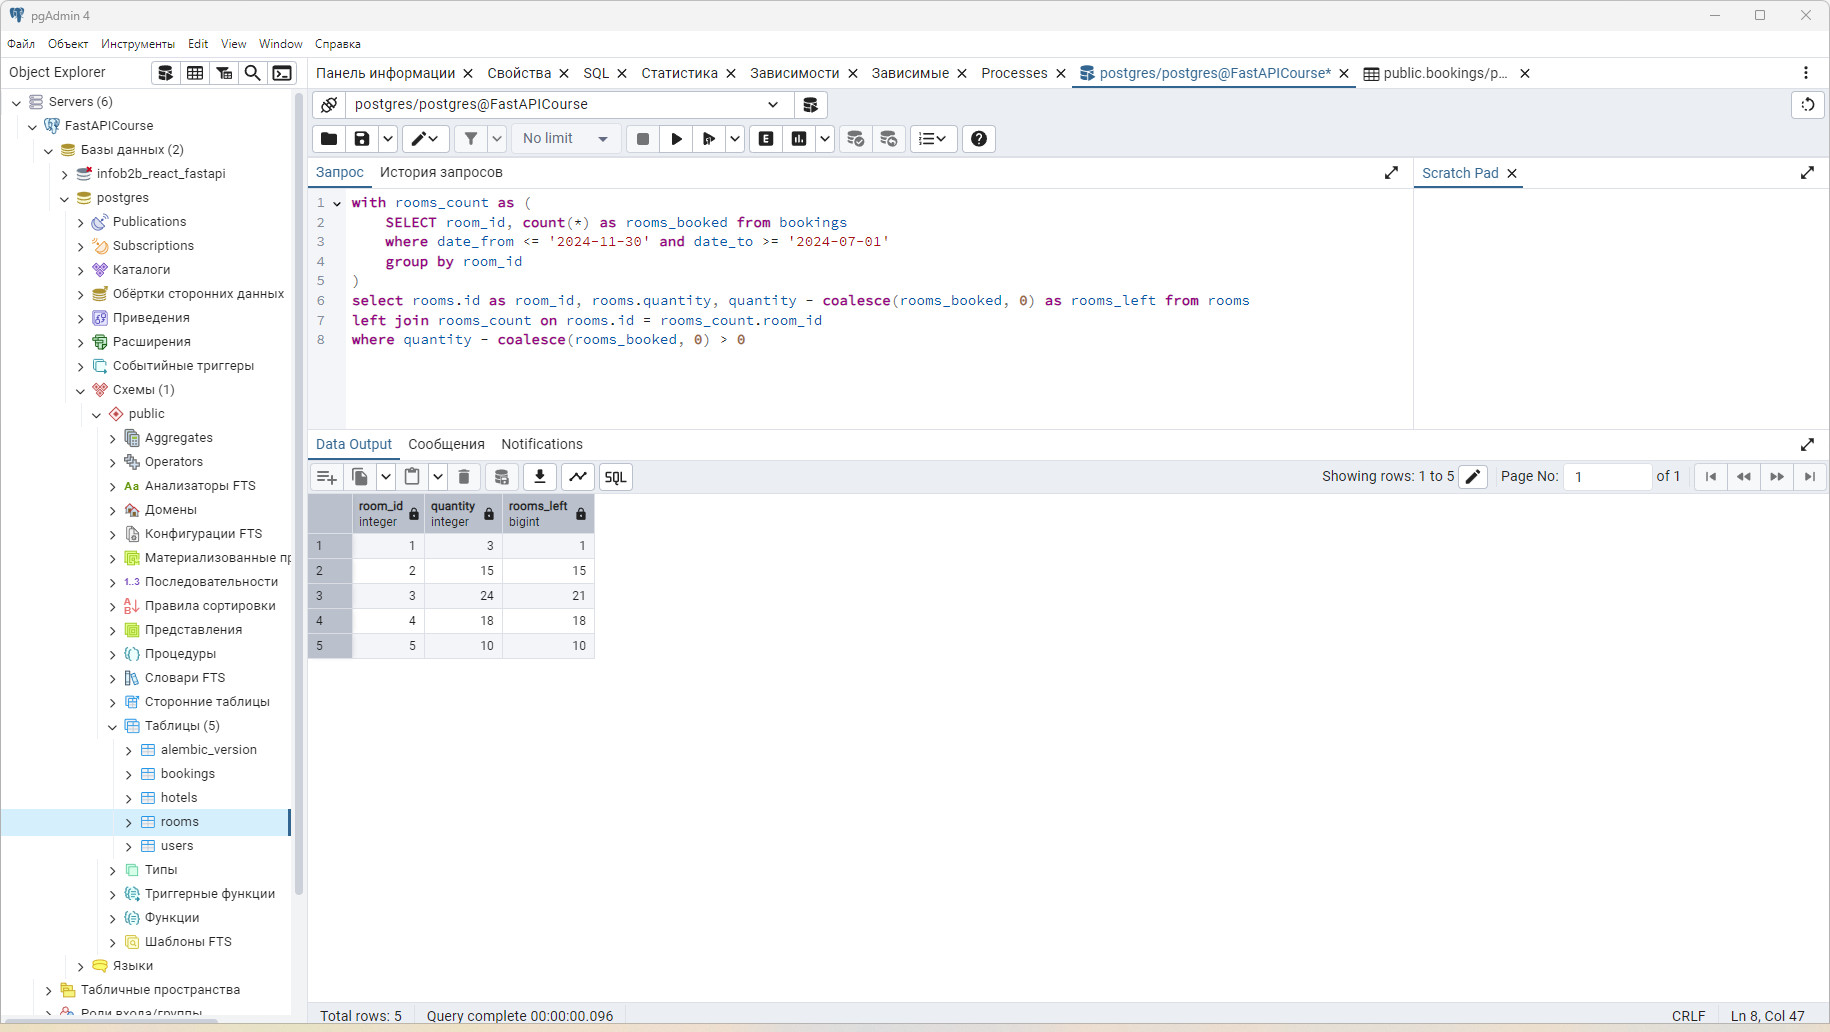 pgAdmin 4
Файл Объект Инструменты Edit View Window Справка
Object Explorer
Панель информации Свойства SQL Статистика Зависимости Зависимые Processes postgres/postgres@FastAPICourse* public.bookings/p...
Servers (6)
FastAPICourse
Базы данных (2)
infob2b_react_fastapi
postgres
Publications
Subscriptions
Каталоги
Обёртки сторонних данных
Приведения
Расширения
Событийные триггеры
Схемы (1)
public
Aggregates
Operators
Анализаторы FTS
Домены
Конфигурации FTS
Материализованные пр
Последовательности
Правила сортировки
Представления
Процедуры
Словари FTS
Сторонние таблицы
Таблицы (5)
alembic_version
bookings
hotels
rooms
users
Типы
Триггерные функции
Функции
Шаблоны FTS
Языки
Табличные пространства
Роли входа/группы
postgres/postgres@FastAPICourse
No limit
Запрос История запросов
Scratch Pad
1 with rooms_count as (
2 SELECT room_id, count(*) as rooms_booked from bookings
3 where date_from <= '2024-11-30' and date_to >= '2024-07-01'
4 group by room_id
5 )
6 select rooms.id as room_id, rooms.quantity, quantity - coalesce(rooms_booked, 0) as rooms_left from rooms
7 left join rooms_count on rooms.id = rooms_count.room_id
8 where quantity - coalesce(rooms_booked, 0) > 0
Data Output Сообщения Notifications
SQL
Showing rooms: 1 to 5 Page No: 1 of 1
room_id integer quantity integer rooms_left bigint
1 1 3 1
2 2 15 15
3 3 24 21
4 4 18 18
5 5 10 10
Total rows: 5 Query complete 00:00:00.096
CRLF Ln 8, Col 47